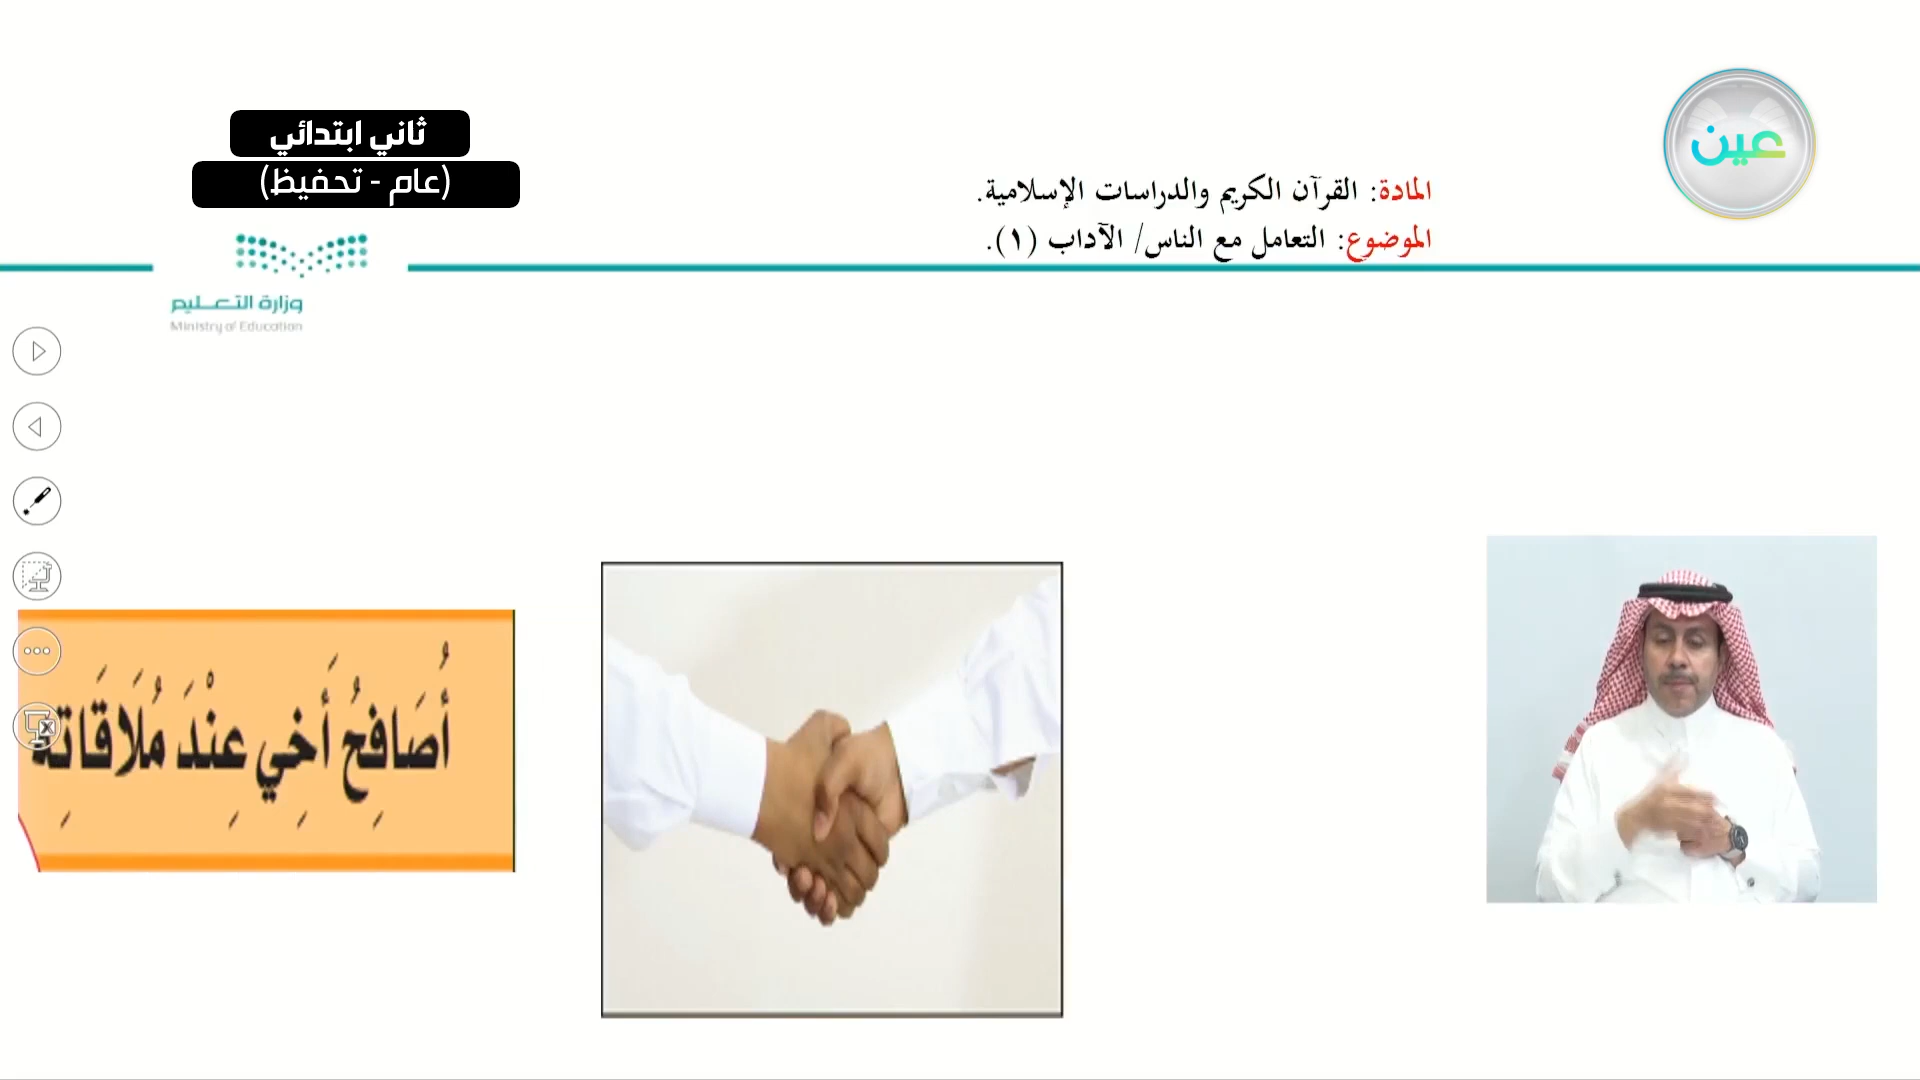 عين
ثاني ابتدائي
(عام - تحفيظ)
المادة: القرآن الكريم والدراسات الإسلامية.
الموضوع: التعامل مع الناس/ الآداب (١).
وزارة التعـــليم
Ministry of Education
أُصَافِحُ أَخِي عِنْدَ مُلَاقَاتِهِ